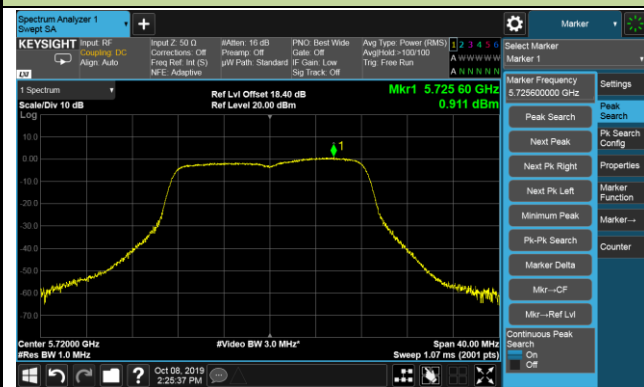 Spectrum Analyzer 1
Swept SA
+
Marker
KEYSIGHT
Input: RF
Coupling: DC
Align: Auto
Input Z: 50 Ω
Corrections: Off
Freq Ref: Int (S)
NFE: Adaptive
#Atten: 16 dB
Preamp: Off
µW Path: Standard
PNO: Best Wide
Gate: Off
IF Gain: Low
Sig Track: Off
Avg Type: Power (RMS)
Avg|Hold:>100/100
Trig: Free Run
1 2 3 4 5 6
A W W W W W
A N N N N N
LXI
Select Marker
Marker 1
1 Spectrum
Scale/Div 10 dB
Log
Ref Lvl Offset 18.40 dB
Ref Level 20.00 dBm
Mkr1 5.725 60 GHz
0.911 dBm
1
10.0
0.00
-10.0
-20.0
-30.0
-40.0
-50.0
-60.0
-70.0
Center 5.72000 GHz
#Res BW 1.0 MHz
#Video BW 3.0 MHz*
Span 40.00 MHz
Sweep 1.07 ms (2001 pts)
Marker Frequency
5.725600000 GHz
Peak Search
Next Peak
Next Pk Right
Next Pk Left
Minimum Peak
Pk-Pk Search
Marker Delta
Mkr→CF
Mkr→Ref Lvl
Continuous Peak
Search
On
Off
Settings
Peak
Search
Pk Search
Config
Properties
Marker
Function
Marker→
Counter
?
Oct 08, 2019
2:25:37 PM